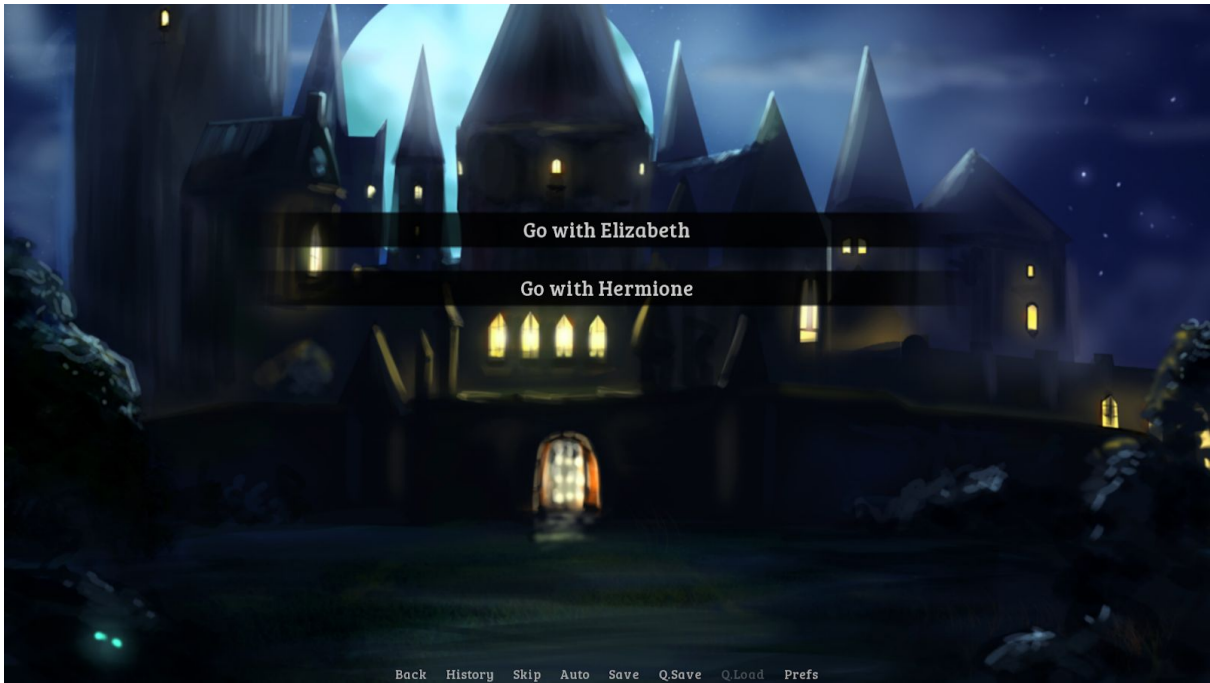 Go with Elizabeth
Go with Hermione
Back History Skip Auto Save Q.Save Q.Load Prefs